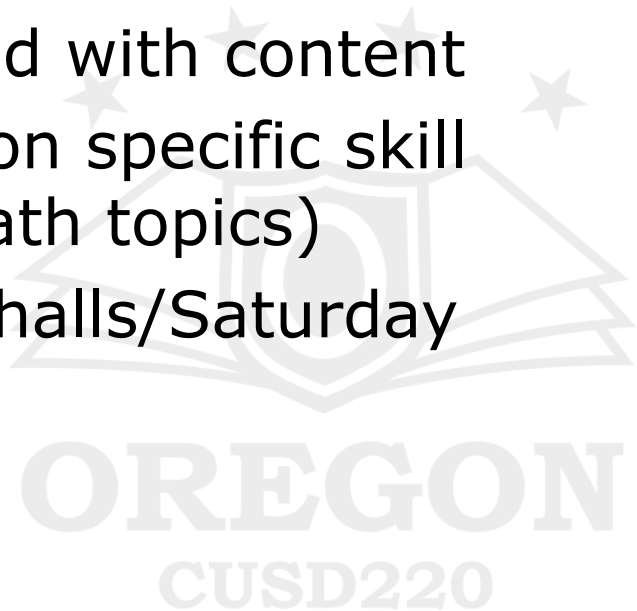 d with content
on specific skill
ath topics)
halls/Saturday
OREGON
CUSD220